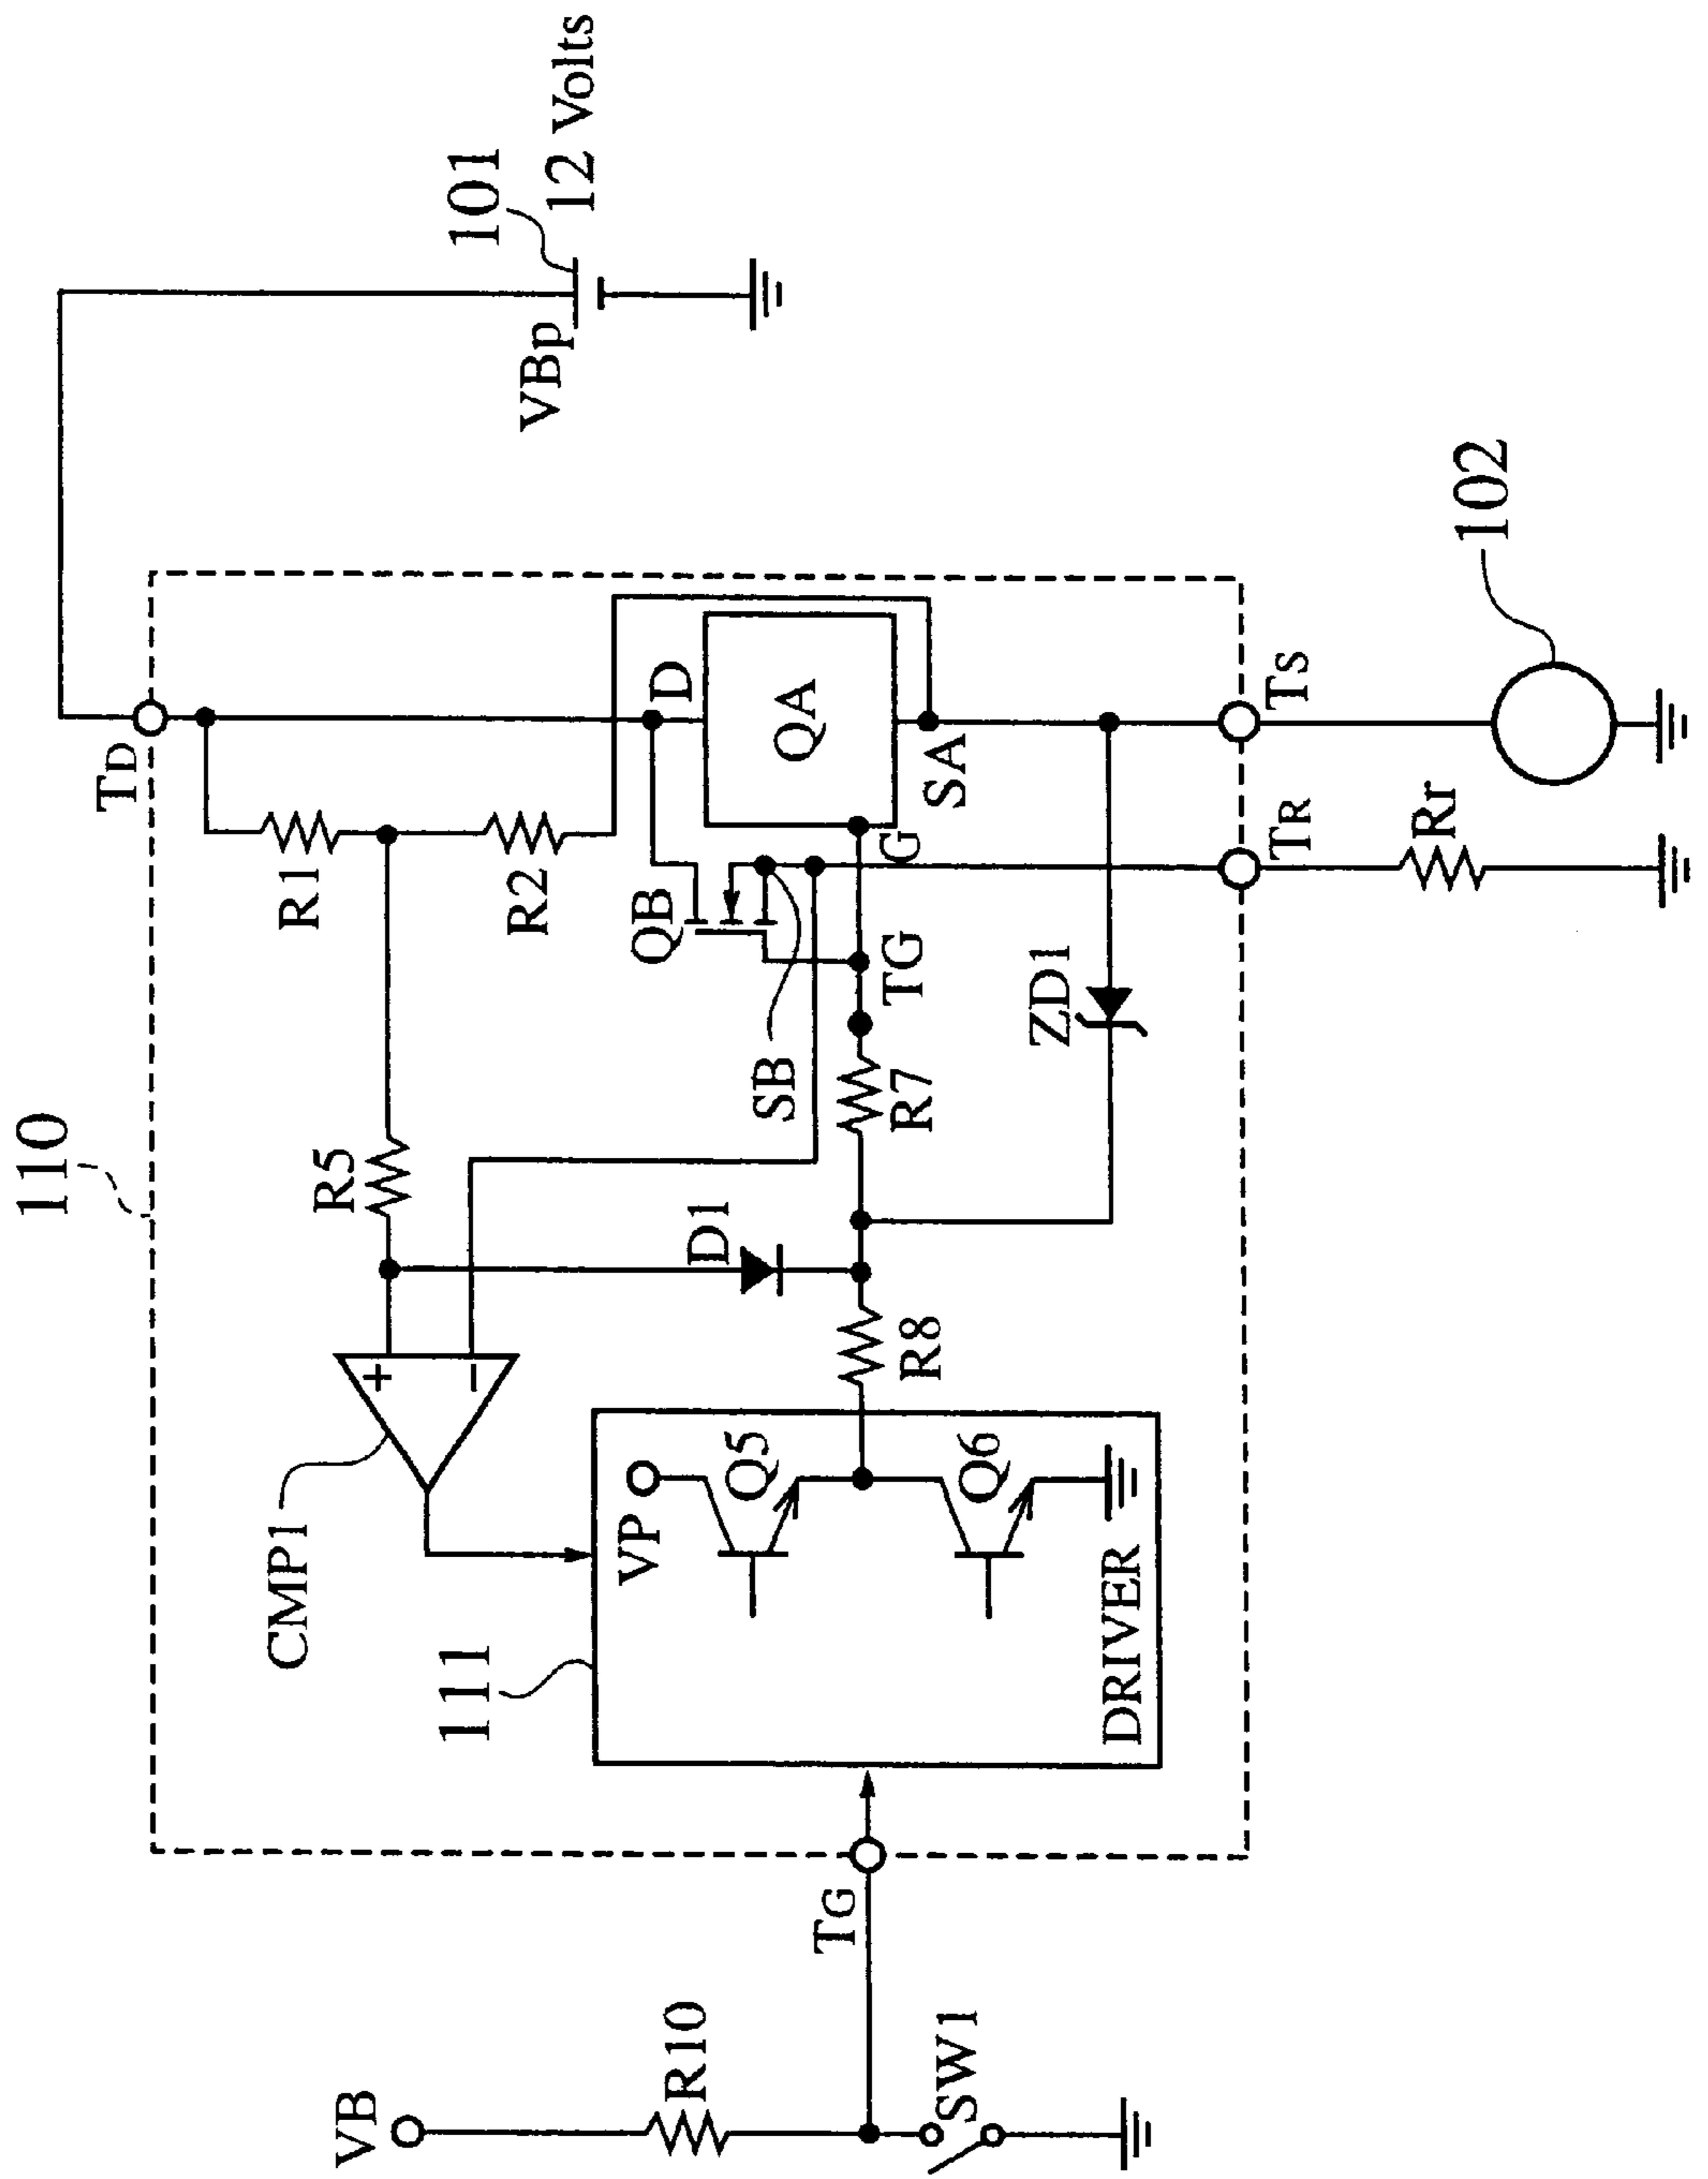 110
TD
101
12 Volts
VBp
R1
R2
R5
D
QA
QB
SA
G
TG
SB
R7
ZD1
D1
R8
CMP1
+
−
111
VP
Q5
Q6
DRIVER
TR
TS
Rr
102
VB
R10
TG
SW1